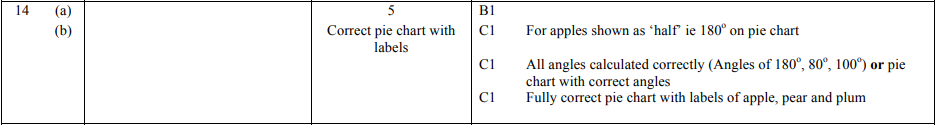 14 (a) 5 B1
(b) Correct pie chart with labels C1 For apples shown as ‘half’ ie 180° on pie chart
C1 All angles calculated correctly (Angles of 180°, 80°, 100°) or pie
chart with correct angles
C1 Fully correct pie chart with labels of apple, pear and plum